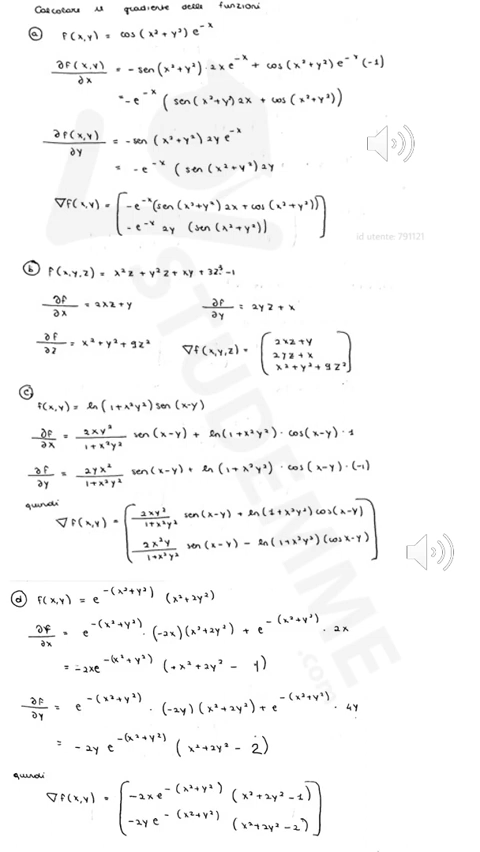 Calcolare il gradiente delle funzioni
(a) f(x,y) = cos(x²+y²) e^{-x}
∂f(x,y)/∂x = -sen(x²+y²)·2x e^{-x} + cos(x²+y²) e^{-x}(-1)
= -e^{-x} (sen(x²+y²) 2x + cos(x²+y²))
∂f(x,y)/∂y = -sen(x²+y²) 2y e^{-x}
= -e^{-x} (sen(x²+y²) 2y
∇f(x,y) = [-e^{-x}(sen(x²+y²) 2x + cos(x²+y²))
-e^{-x} 2y (sen(x²+y²))]
id utente: 791121
(b) f(x,y,z) = x²z + y²z + xy + 3z³ - 1
∂f/∂x = 2xz + y ∂f/∂y = 2yz + x
∂f/∂z = x² + y² + 9z² ∇f(x,y,z) = [2xz + y
2yz + x
x² + y² + 9z²]
(c)
f(x,y) = ln(1+x²y²) sen(x-y)
∂f/∂x = 2xy²/(1+x²y²) sen(x-y) + ln(1+x²y²)·cos(x-y)·1
∂f/∂y = 2yx²/(1+x²y²) sen(x-y) + ln(1+x²y²)·cos(x-y)·(-1)
quindi
∇f(x,y) = [2xy²/(1+x²y²) sen(x-y) + ln(1+x²y²) cos(x-y)
2x²y/(1+x²y²) sen(x-y) - ln(1+x²y²)(cos x-y)]
(d) f(x,y) = e^{-(x²+y²)} (x²+2y²)
∂f/∂x = e^{-(x²+y²)}·(-2x)(x²+2y²) + e^{-(x²+y²)}·2x
= -2xe^{-(x²+y²)} (+x²+2y² - 1)
∂f/∂y = e^{-(x²+y²)}·(-2y)(x²+2y²) + e^{-(x²+y²)}·4y
= -2y e^{-(x²+y²)} (x²+2y² - 2)
quindi
∇f(x,y) = [-2xe^{-(x²+y²)} (x²+2y²-1)
-2ye^{-(x²+y²)} (x²+2y²-2)]
STUDENME